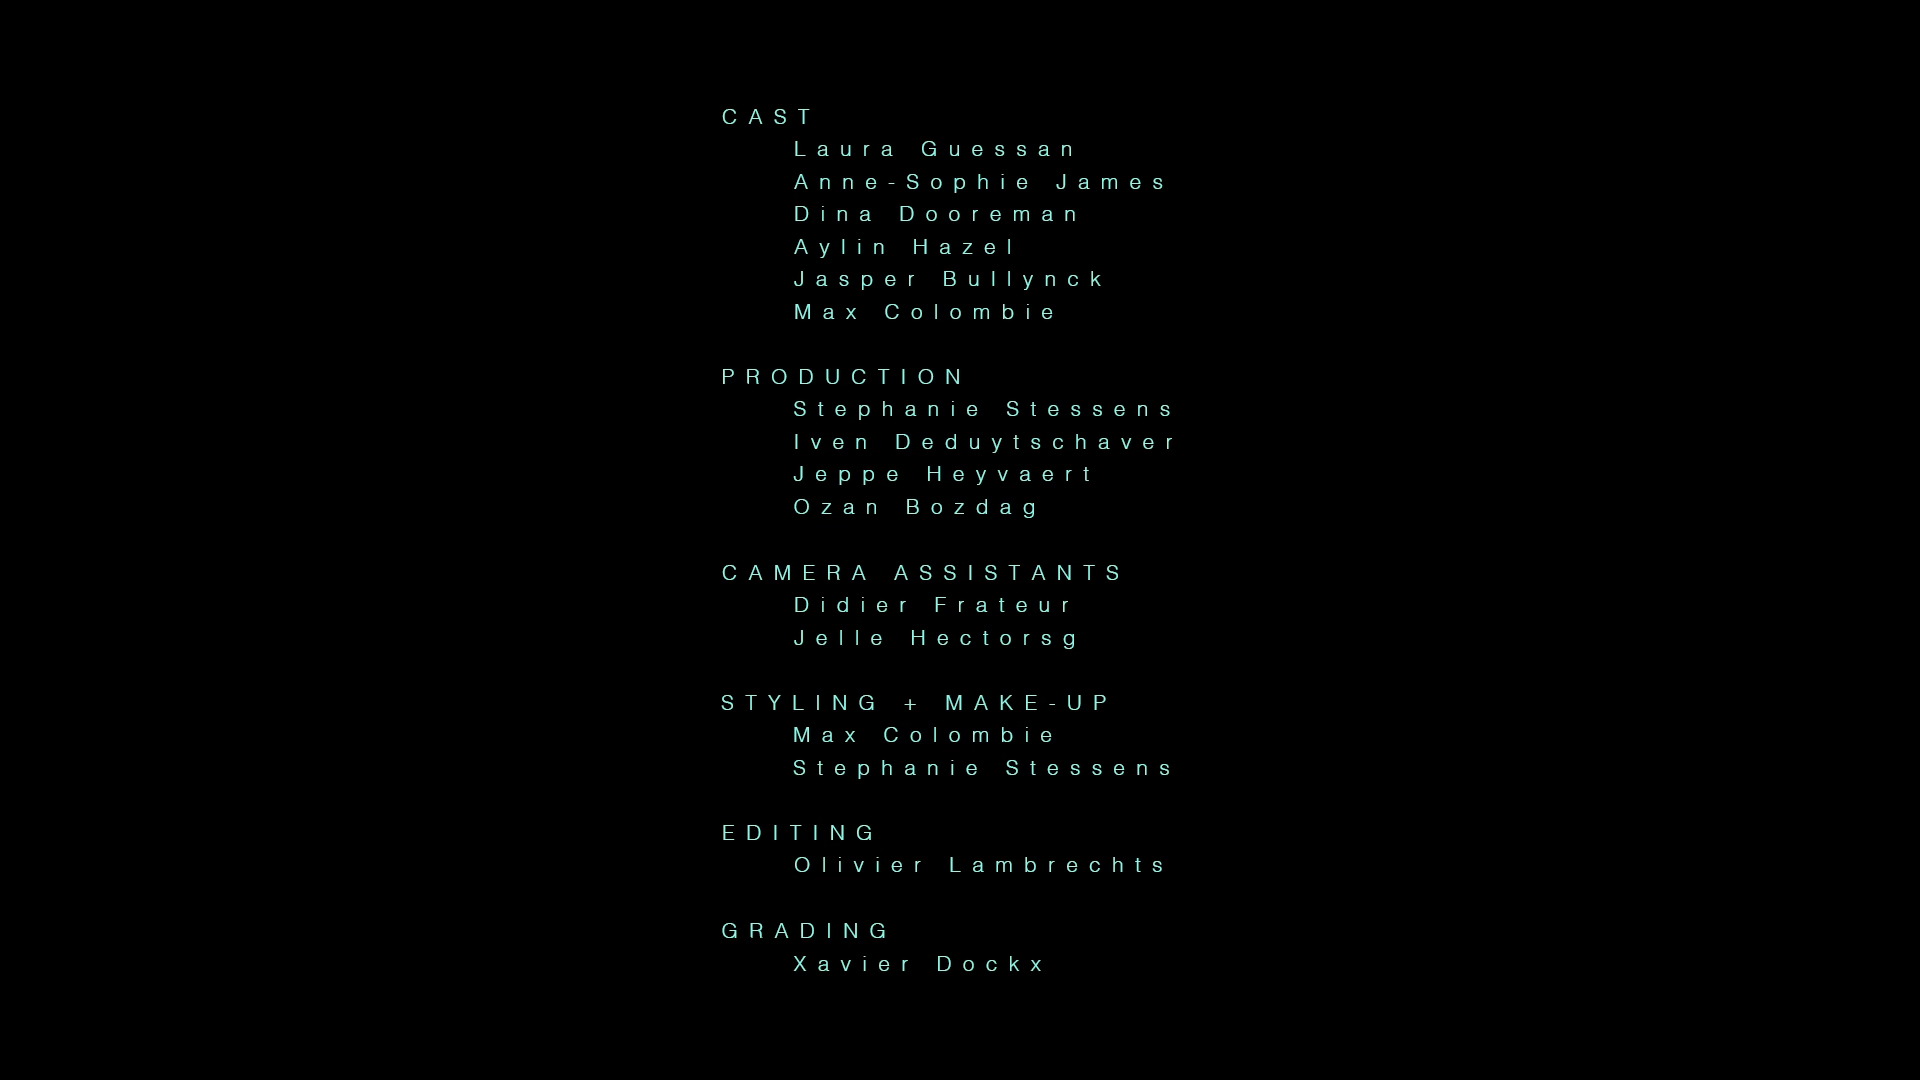 CAST
Laura Guessan
Anne-Sophie James
Dina Dooreman
Aylin Hazel
Jasper Bullynck
Max Colombie
PRODUCTION
Stephanie Stessens
Iven Deduytschaver
Jeppe Heyvaert
Ozan Bozdag
CAMERA ASSISTANTS
Didier Frateur
Jelle Hectorsg
STYLING + MAKE-UP
Max Colombie
Stephanie Stessens
EDITING
Olivier Lambrechts
GRADING
Xavier Dockx